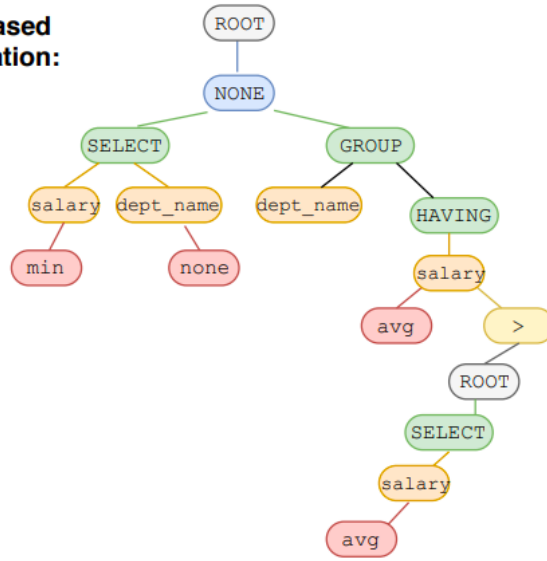 ased
ROOT
ation:
NONE
SELECT
GROUP
salary
dept_name
dept_name
HAVING
min
none
salary
avg
>
ROOT
SELECT
salary
avg